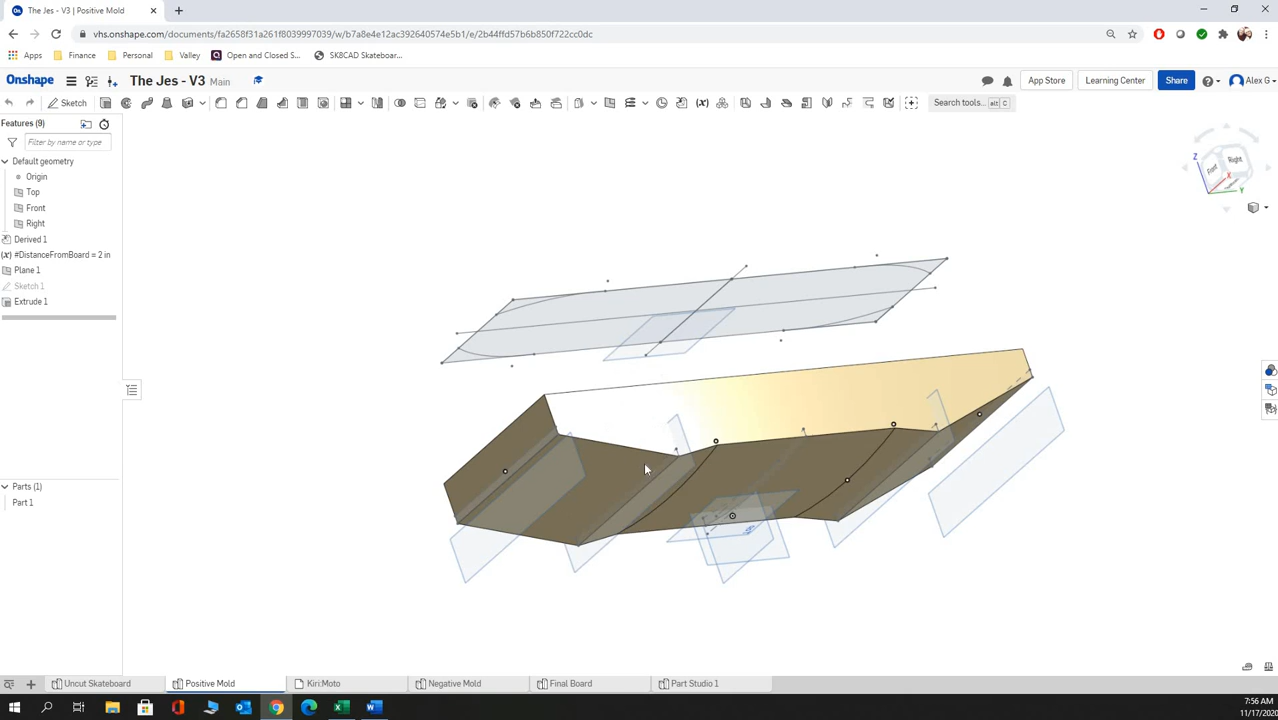 The Jes - V3 | Positive Mold
vhs.onshape.com/documents/fa2658f31a261f8039997039/w/b7a8e4e12ac392640574e5b1/e/2b44ffd57b6b850f722cc0dc
Apps
Finance
Personal
Valley
Open and Closed S...
SK8CAD Skateboar...
Onshape
The Jes - V3 Main
App Store
Learning Center
Share
Alex G
Sketch
Search tools...
alt C
Features (9)
Filter by name or type
Default geometry
Origin
Top
Front
Right
Derived 1
(x) #DistanceFromBoard = 2 in
Plane 1
Sketch 1
Extrude 1
Parts (1)
Part 1
Z
Front
Right
X
Y
Uncut Skateboard
Positive Mold
Kiri:Moto
Negative Mold
Final Board
Part Studio 1
7:56 AM